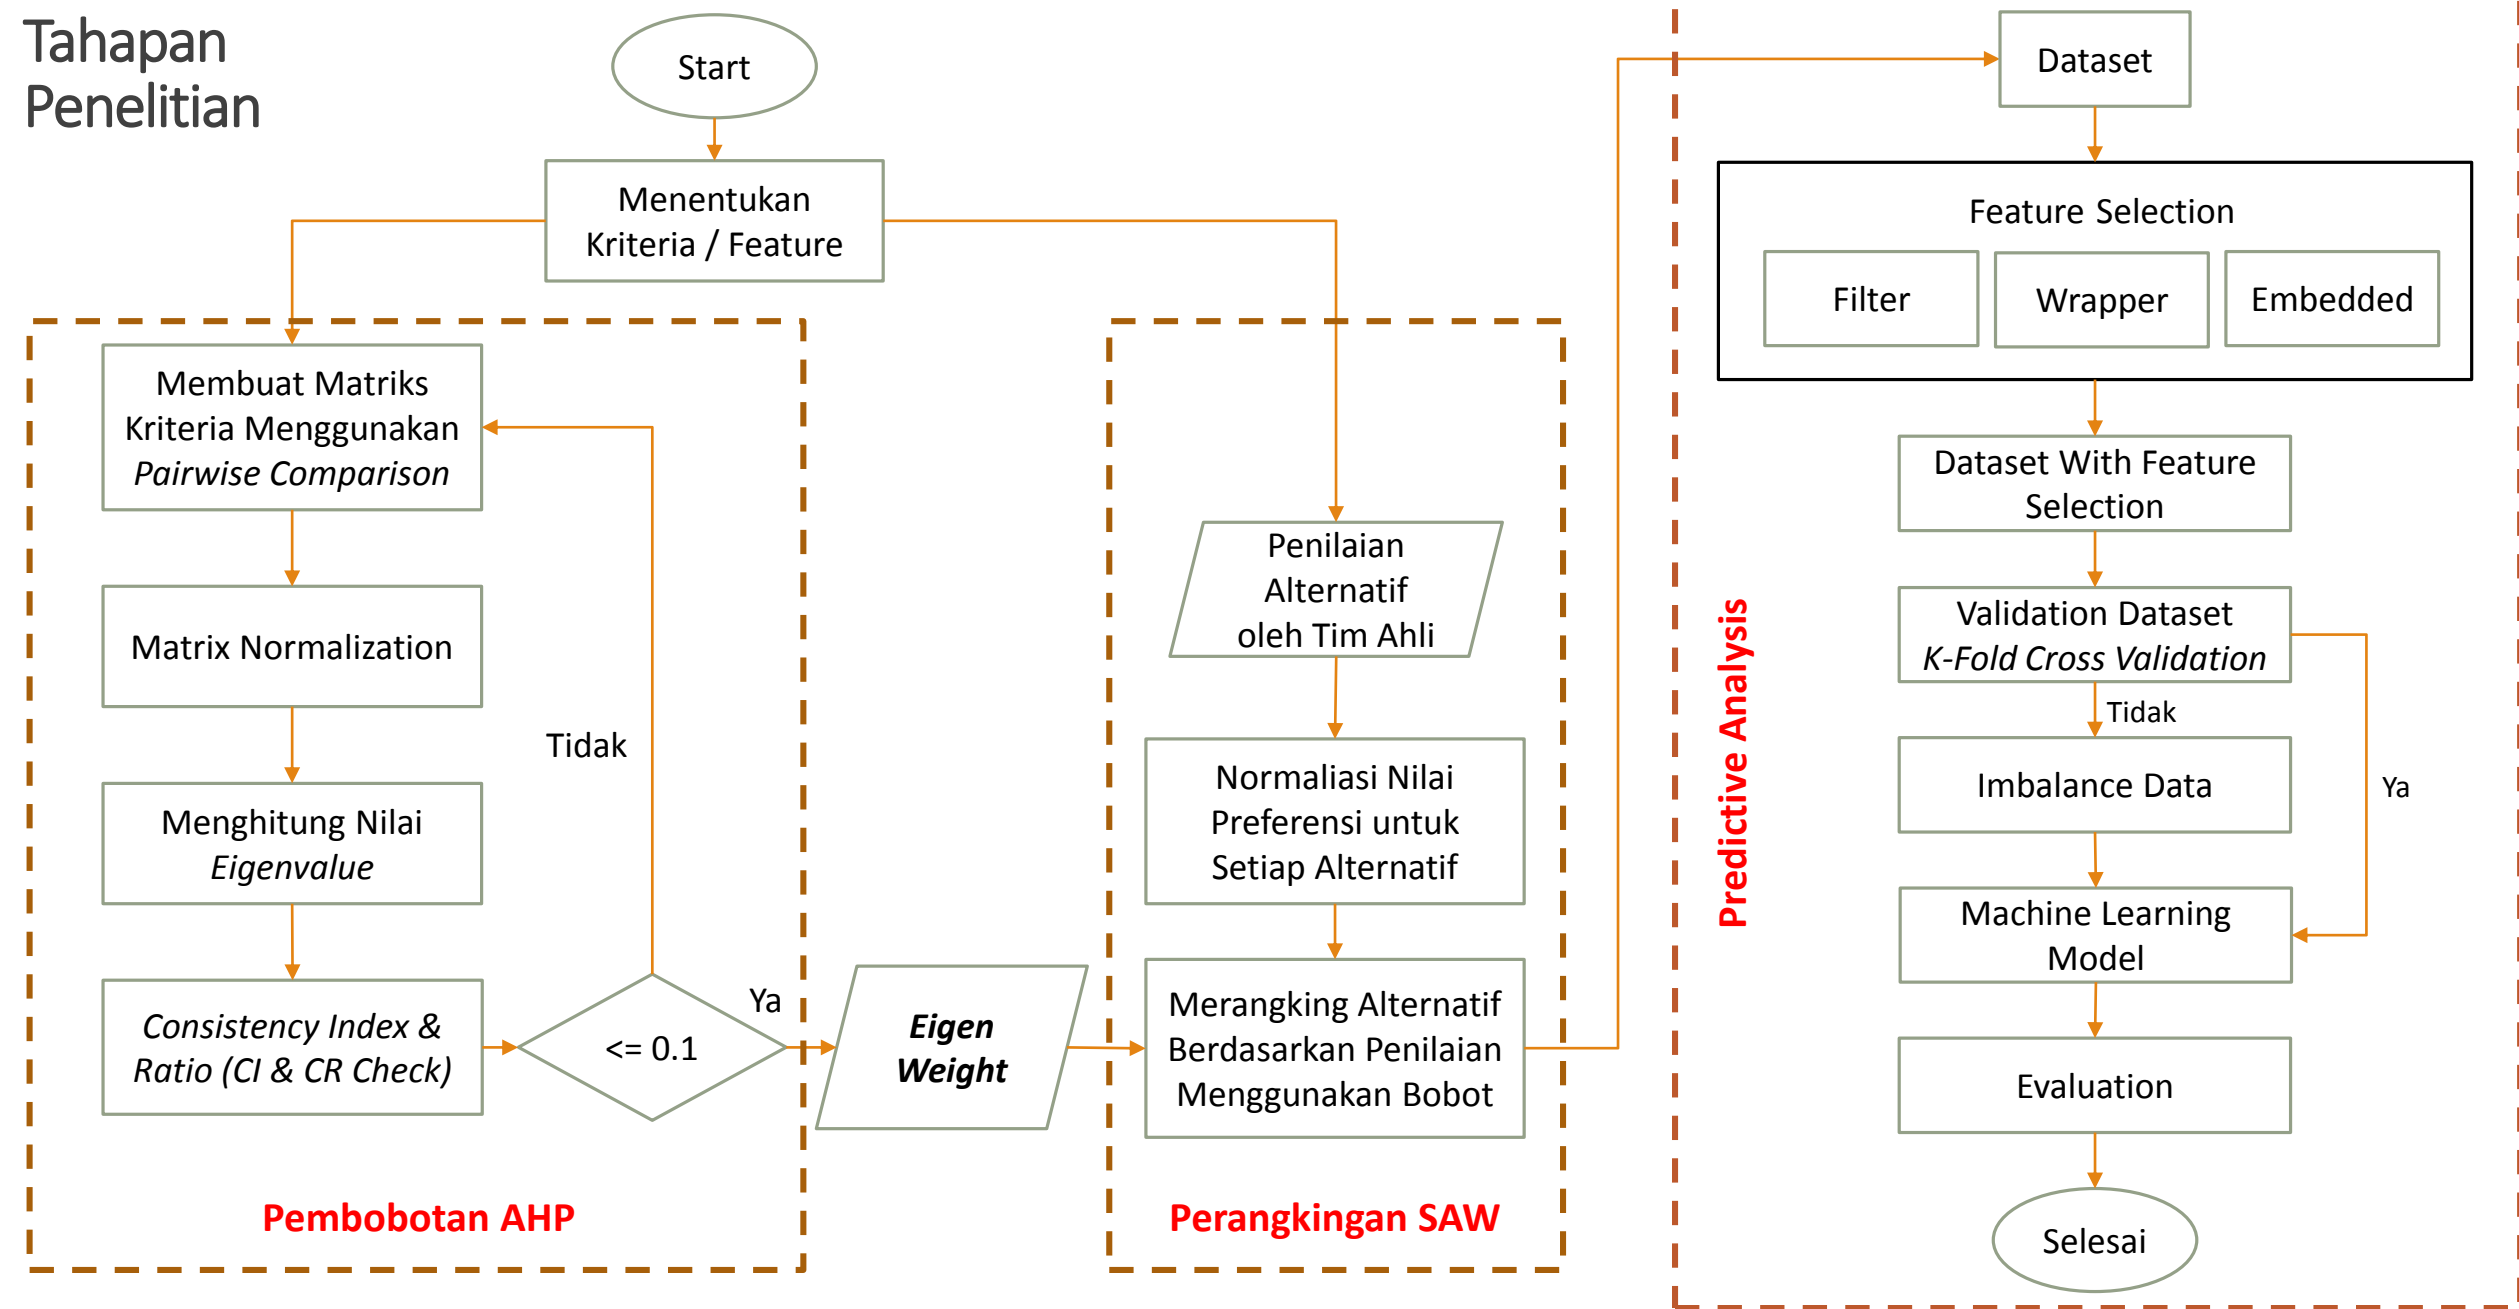 Tahapan
Penelitian
Start
Menentukan
Kriteria / Feature
Membuat Matriks
Kriteria Menggunakan
Pairwise Comparison
Matrix Normalization
Menghitung Nilai
Eigenvalue
Consistency Index &
Ratio (CI & CR Check)
<= 0.1
Tidak
Ya
Pembobotan AHP
Eigen
Weight
Penilaian
Alternatif
oleh Tim Ahli
Normaliasi Nilai
Preferensi untuk
Setiap Alternatif
Merangking Alternatif
Berdasarkan Penilaian
Menggunakan Bobot
Perangkingan SAW
Predictive Analysis
Dataset
Feature Selection
Filter
Wrapper
Embedded
Dataset With Feature
Selection
Validation Dataset
K-Fold Cross Validation
Tidak
Ya
Imbalance Data
Machine Learning
Model
Evaluation
Selesai